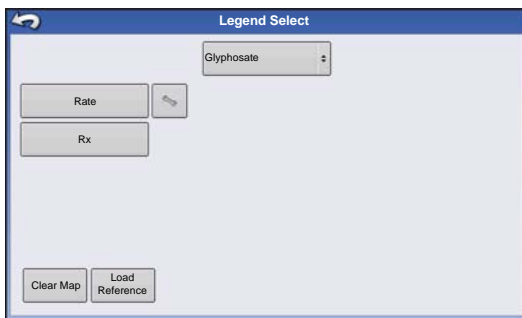 Legend Select
Glyphosate
Rate
Rx
Clear Map
Load
Reference